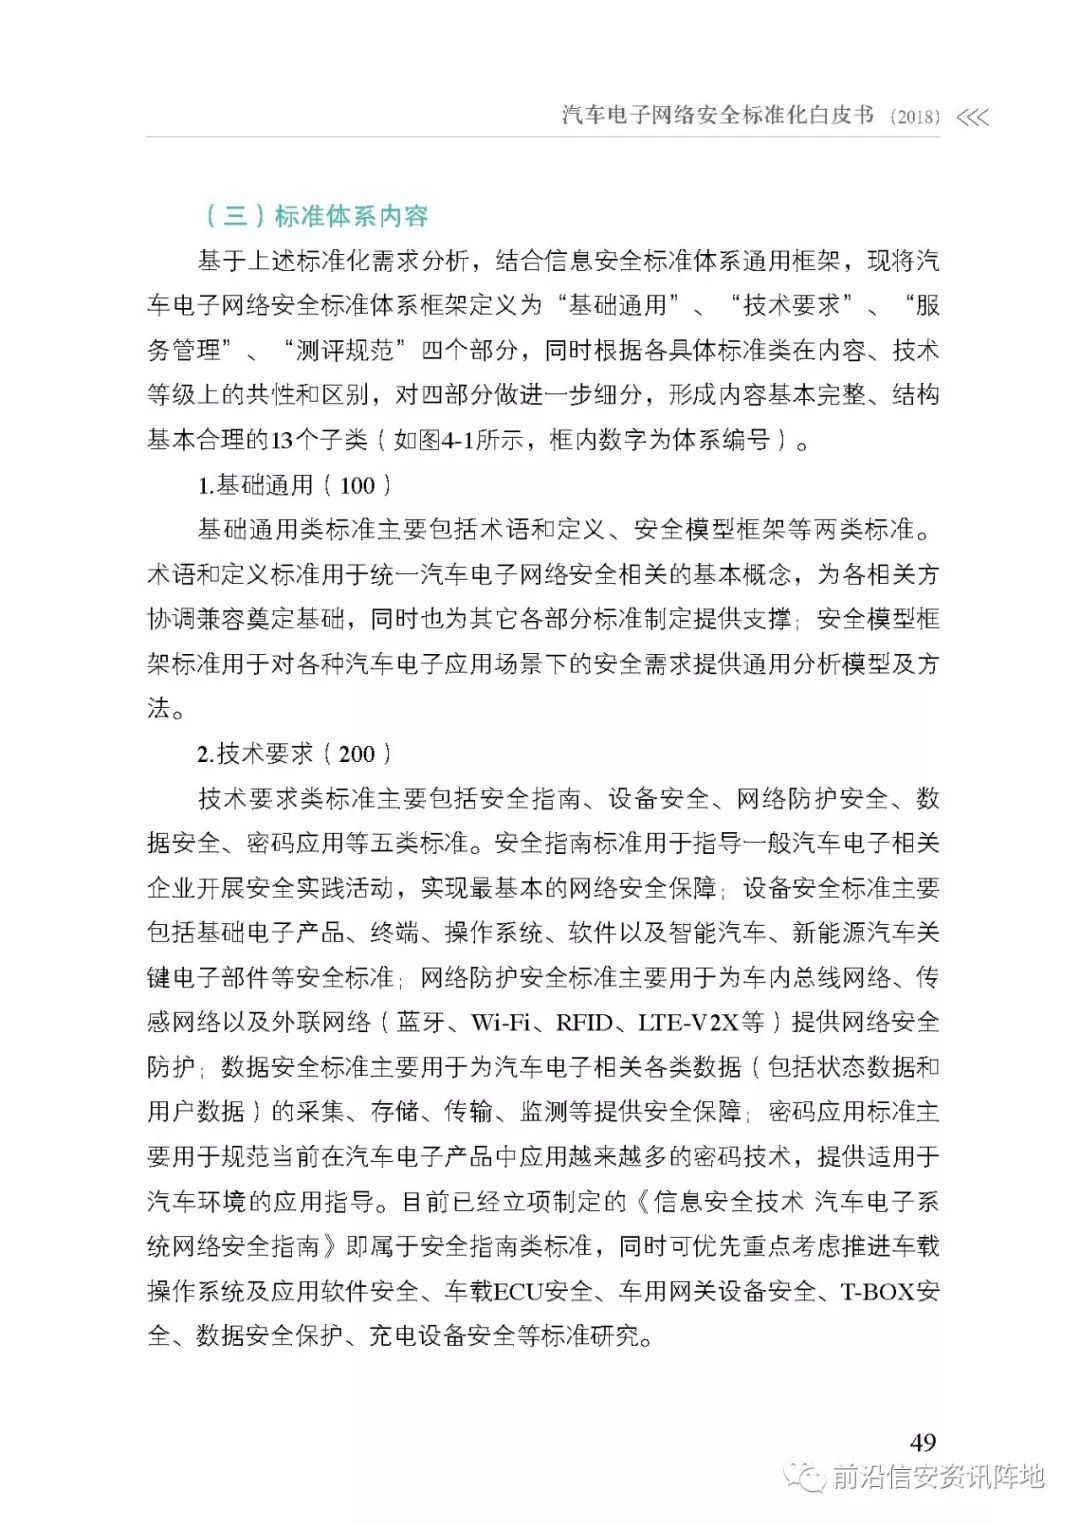 汽车电子网络安全标准化白皮书（2018）
（三）标准体系内容
基于上述标准化需求分析，结合信息安全标准体系通用框架，现将汽
车电子网络安全标准体系框架定义为“基础通用”、“技术要求”、“服
务管理”、“测评规范”四个部分，同时根据各具体标准类在内容、技术
等级上的共性和区别，对四部分做进一步细分，形成内容基本完整、结构
基本合理的13个子类（如图4-1所示，框内数字为体系编号）。
1.基础通用（100）
基础通用类标准主要包括术语和定义、安全模型框架等两类标准。
术语和定义标准用于统一汽车电子网络安全相关的基本概念，为各相关方
协调兼容奠定基础，同时也为其它各部分标准制定提供支撑；安全模型框
架标准用于对各种汽车电子应用场景下的安全需求提供通用分析模型及方
法。
2.技术要求（200）
技术要求类标准主要包括安全指南、设备安全、网络防护安全、数
据安全、密码应用等五类标准。安全指南标准用于指导一般汽车电子相关
企业开展安全实践活动，实现最基本的网络安全保障；设备安全标准主要
包括基础电子产品、终端、操作系统、软件以及智能汽车、新能源汽车关
键电子部件等安全标准；网络防护安全标准主要用于为车内总线网络、传
感网络以及外联网络（蓝牙、Wi-Fi、RFID、LTE-V2X等）提供网络安全
防护；数据安全标准主要用于为汽车电子相关各类数据（包括状态数据和
用户数据）的采集、存储、传输、监测等提供安全保障；密码应用标准主
要用于规范当前在汽车电子产品中应用越来越多的密码技术，提供适用于
汽车环境的应用指导。目前已经立项制定的《信息安全技术 汽车电子系
统网络安全指南》即属于安全指南类标准，同时可优先重点考虑推进车载
操作系统及应用软件安全、车载ECU安全、车用网关设备安全、T-BOX安
全、数据安全保护、充电设备安全等标准研究。
49
前沿信安资讯阵地